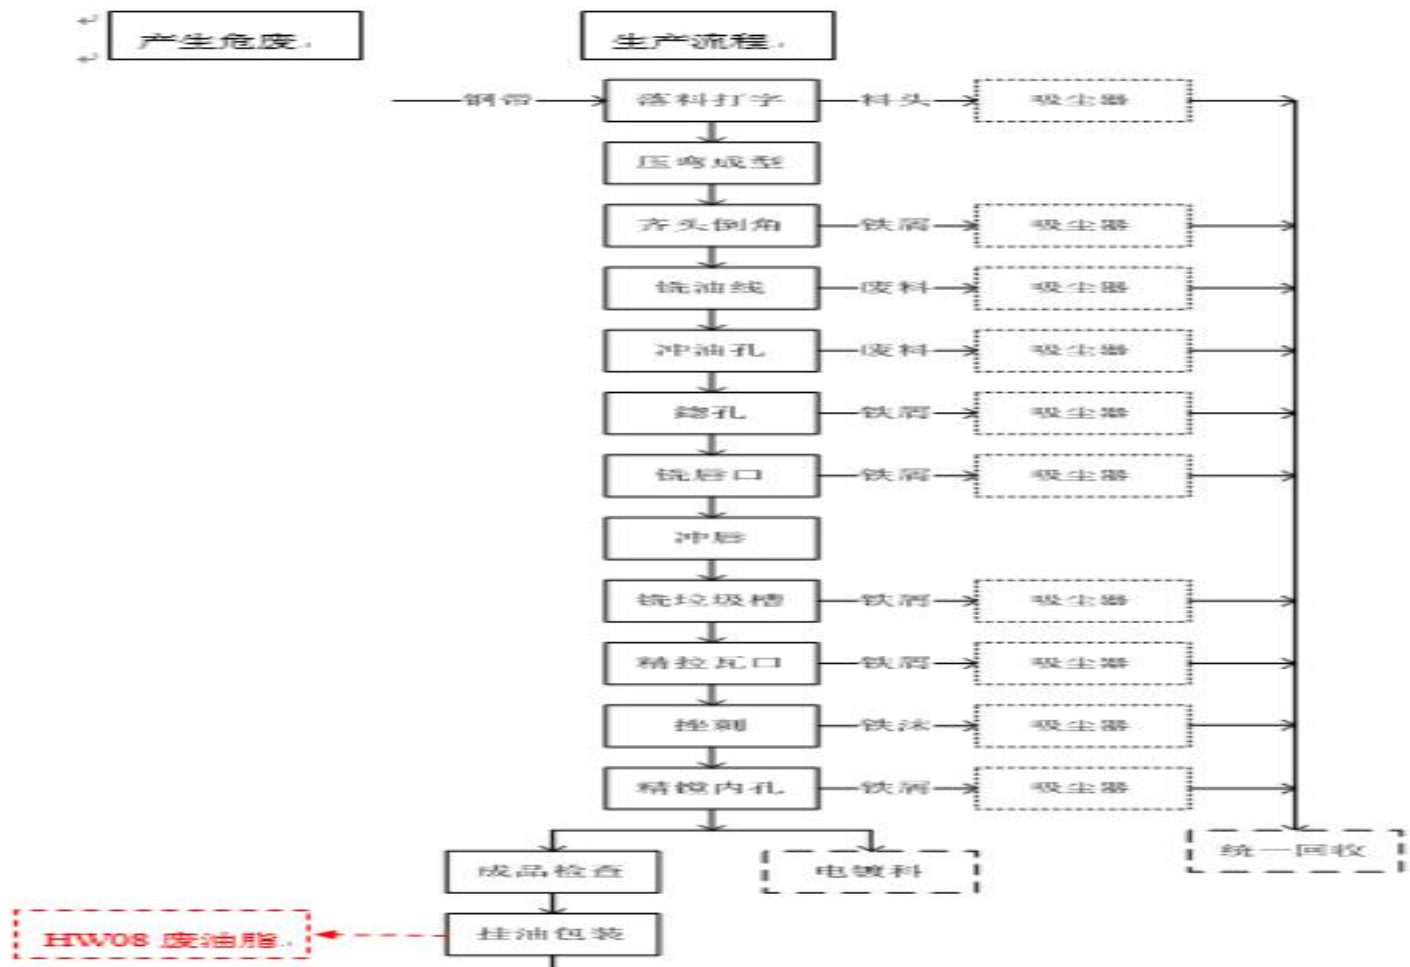 产生危废 生产流程
钢带 落料打字 料头 吸尘器
压弯成型
齐头倒角 铁屑 吸尘器
铣油线 废料 吸尘器
冲油孔 废料 吸尘器
鐿孔 铁屑 吸尘器
铣唇口 铁屑 吸尘器
冲唇
铣垃圾槽 铁屑 吸尘器
精拉瓦口 铁屑 吸尘器
挫刺 铁沫 吸尘器
精镗内孔 铁屑 吸尘器
统一回收
成品检查 电镀科
HW08 废油脂 挂油包装